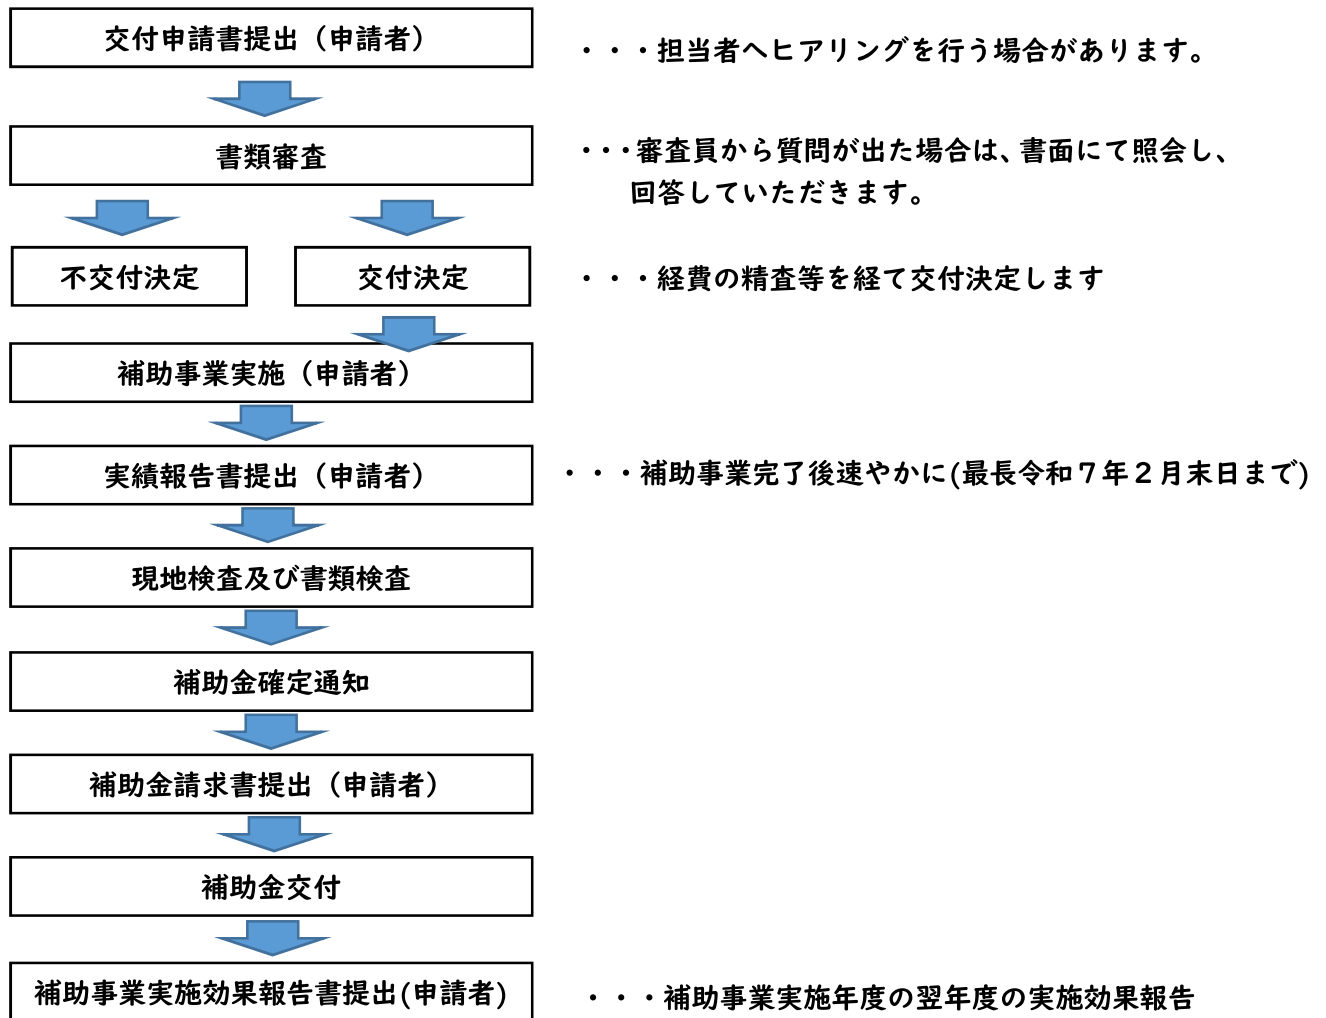 交付申請書提出（申請者）
・・・担当者へヒアリングを行う場合があります。
書類審査
・・・審査員から質問が出た場合は、書面にて照会し、
回答していただきます。
不交付決定
交付決定
・・・経費の精査等を経て交付決定します
補助事業実施（申請者）
実績報告書提出（申請者）
・・・補助事業完了後速やかに(最長令和７年２月末日まで)
現地検査及び書類検査
補助金確定通知
補助金請求書提出（申請者）
補助金交付
補助事業実施効果報告書提出(申請者)
・・・補助事業実施年度の翌年度の実施効果報告